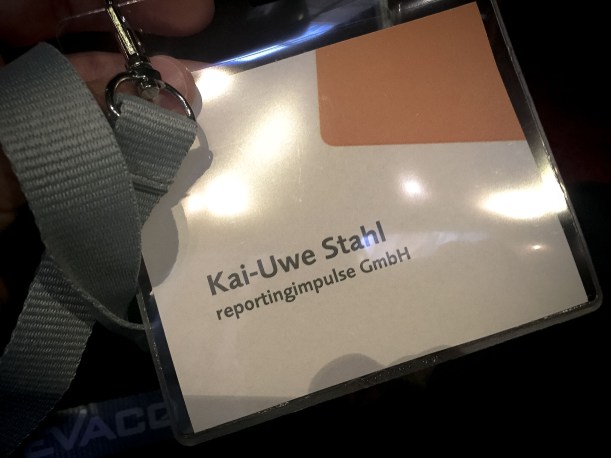 Kai-Uwe Stahl
reportingimpulse GmbH